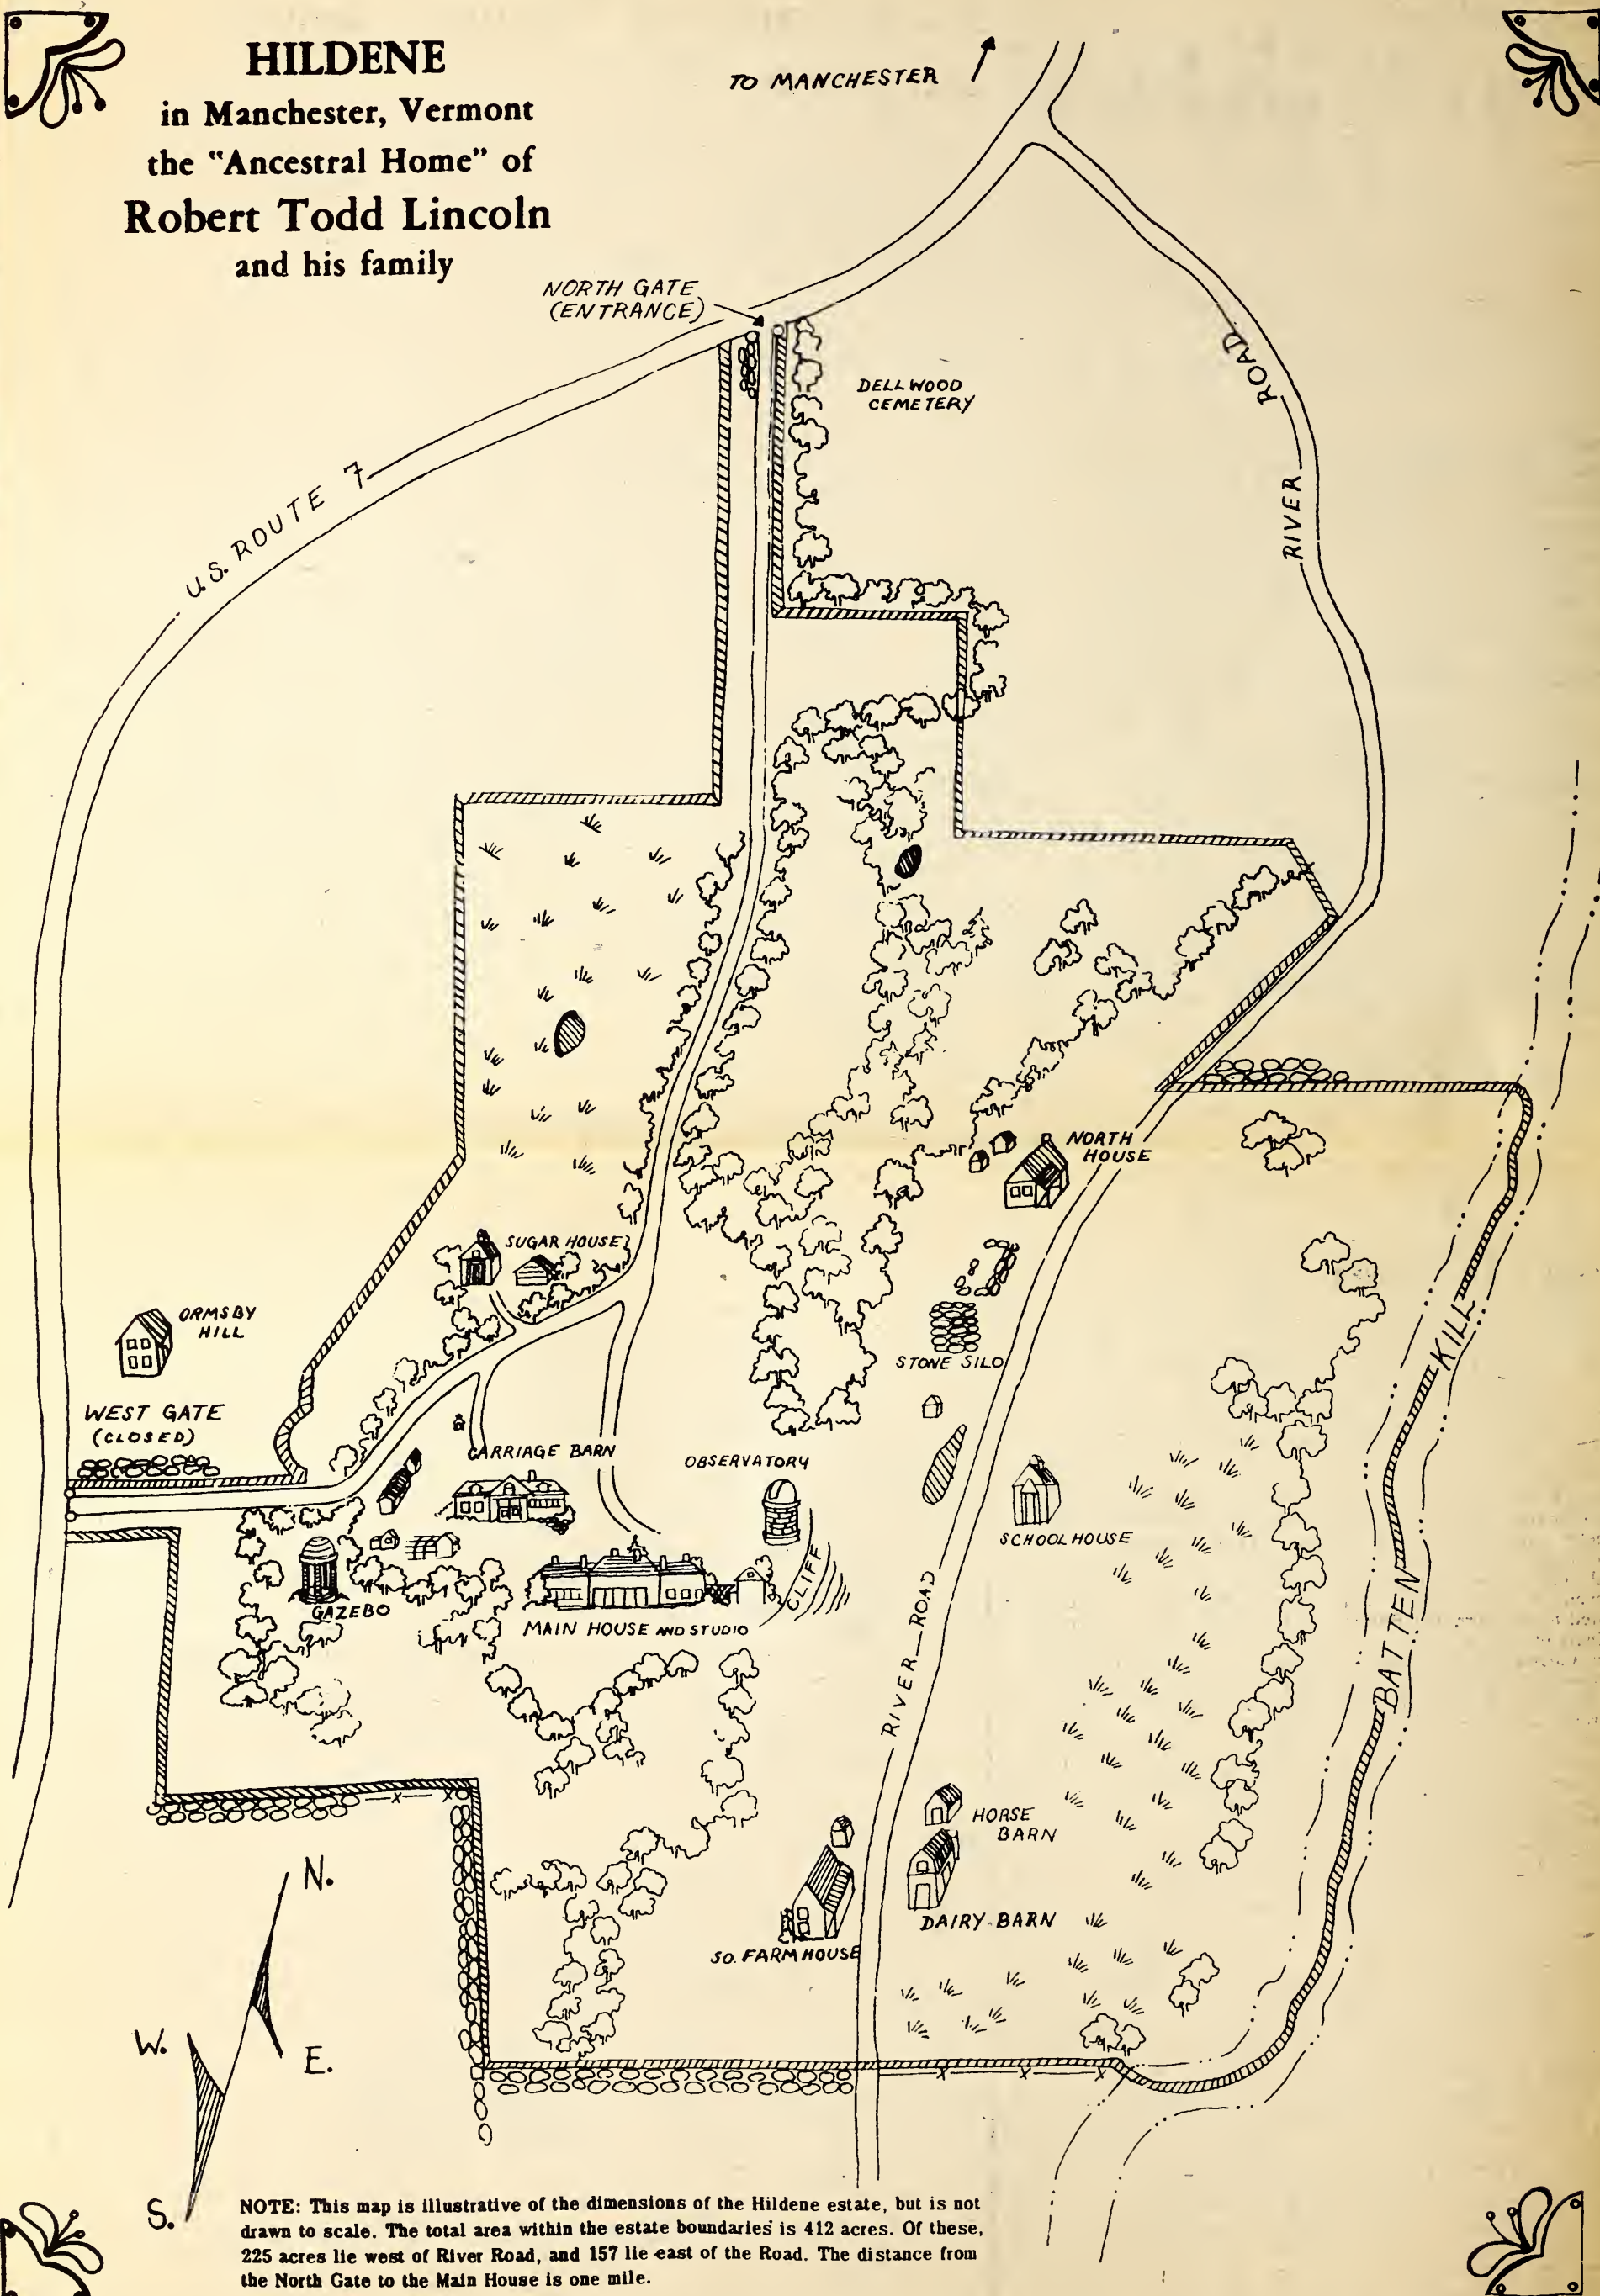 HILDENE
in Manchester, Vermont
the "Ancestral Home" of
Robert Todd Lincoln
and his family
TO MANCHESTER
NORTH GATE
(ENTRANCE)
DELLWOOD
CEMETERY
ROAD
RIVER
U.S. ROUTE 7
NORTH
HOUSE
SUGAR HOUSE
ORMSBY
HILL
STONE SILO
KILL
WEST GATE
(CLOSED)
CARRIAGE BARN
OBSERVATORY
SCHOOLHOUSE
CLIFF
GAZEBO
MAIN HOUSE AND STUDIO
RIVER ROAD
BATTEN
HORSE
BARN
DAIRY-BARN
SO. FARMHOUSE
N.
W.
E.
S.
NOTE: This map is illustrative of the dimensions of the Hildene estate, but is not
drawn to scale. The total area within the estate boundaries is 412 acres. Of these,
225 acres lie west of River Road, and 157 lie east of the Road. The distance from
the North Gate to the Main House is one mile.